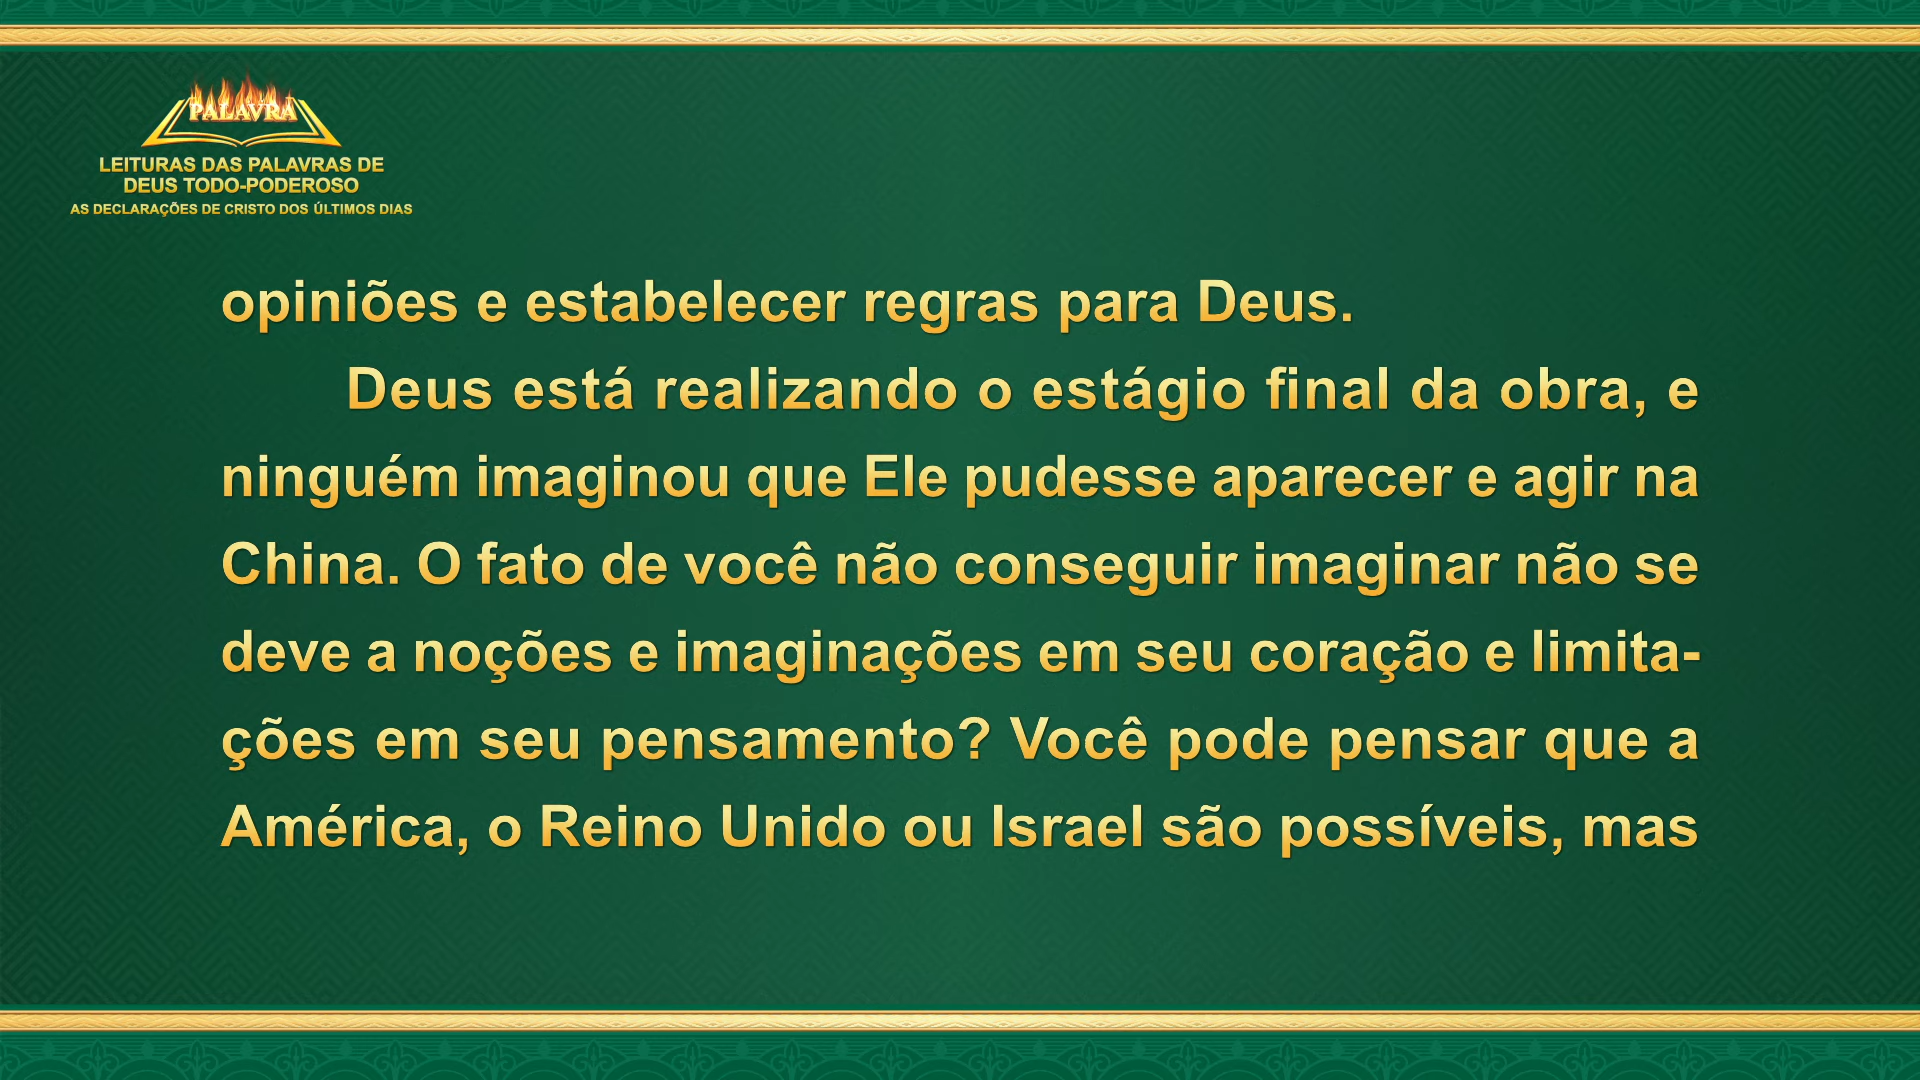 PALAVRA
LEITURAS DAS PALAVRAS DE
DEUS TODO-PODEROSO
AS DECLARAÇÕES DE CRISTO DOS ÚLTIMOS DIAS
opiniões e estabelecer regras para Deus.
Deus está realizando o estágio final da obra, e
ninguém imaginou que Ele pudesse aparecer e agir na
China. O fato de você não conseguir imaginar não se
deve a noções e imaginações em seu coração e limita-
ções em seu pensamento? Você pode pensar que a
América, o Reino Unido ou Israel são possíveis, mas